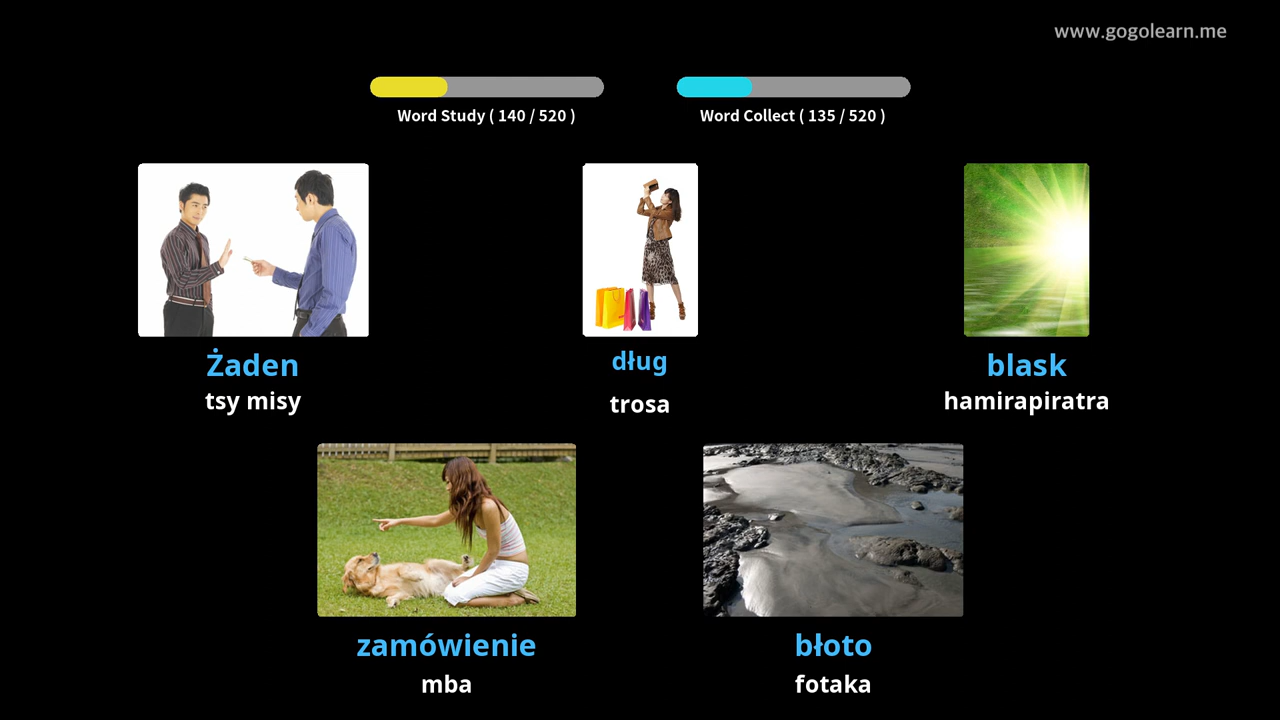 www.gogolearn.me
Word Study ( 140 / 520 )
Word Collect ( 135 / 520 )
Żaden
tsy misy
dług
trosa
blask
hamirapiratra
zamówienie
mba
błoto
fotaka